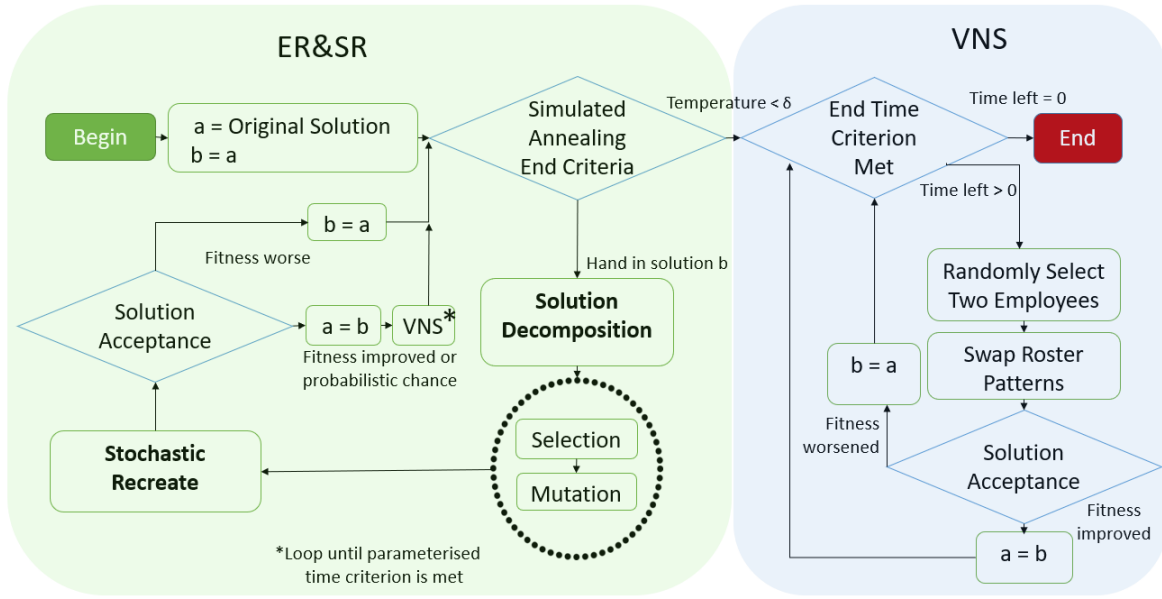 ER&SR
VNS
Begin
a = Original Solution
b = a
Simulated
Annealing
End Criteria
Temperature < δ
End Time
Criterion
Met
Time left = 0
End
Time left > 0
b = a
Fitness worse
Solution
Acceptance
a = b
VNS*
Fitness improved or
probabilistic chance
Hand in solution b
Solution
Decomposition
Selection
Mutation
Stochastic
Recreate
*Loop until parameterised
time criterion is met
Randomly Select
Two Employees
Swap Roster
Patterns
b = a
Fitness
worsened
Solution
Acceptance
Fitness
improved
a = b